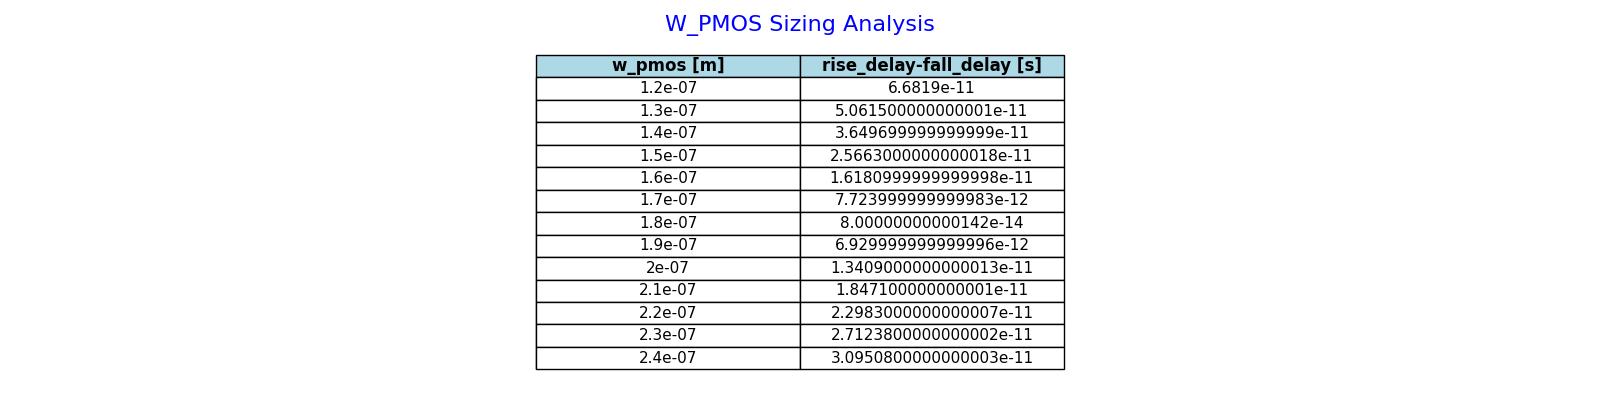 W_PMOS Sizing Analysis
w_pmos [m] rise_delay-fall_delay [s]
1.2e-07 6.6819e-11
1.3e-07 5.061500000000001e-11
1.4e-07 3.649699999999999e-11
1.5e-07 2.5663000000000018e-11
1.6e-07 1.6180999999999998e-11
1.7e-07 7.723999999999983e-12
1.8e-07 8.00000000000142e-14
1.9e-07 6.929999999999996e-12
2e-07 1.3409000000000013e-11
2.1e-07 1.847100000000001e-11
2.2e-07 2.2983000000000007e-11
2.3e-07 2.7123800000000002e-11
2.4e-07 3.0950800000000003e-11